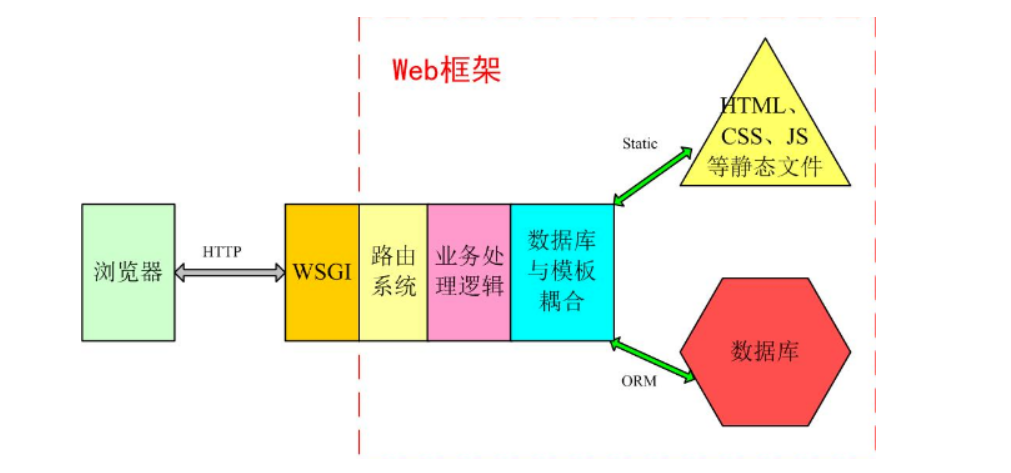 Web框架
HTML、
CSS、JS
等静态文件
Static
浏览器
HTTP
WSGI
路由
系统
业务处
理逻辑
数据库
与模板
耦合
数据库
ORM